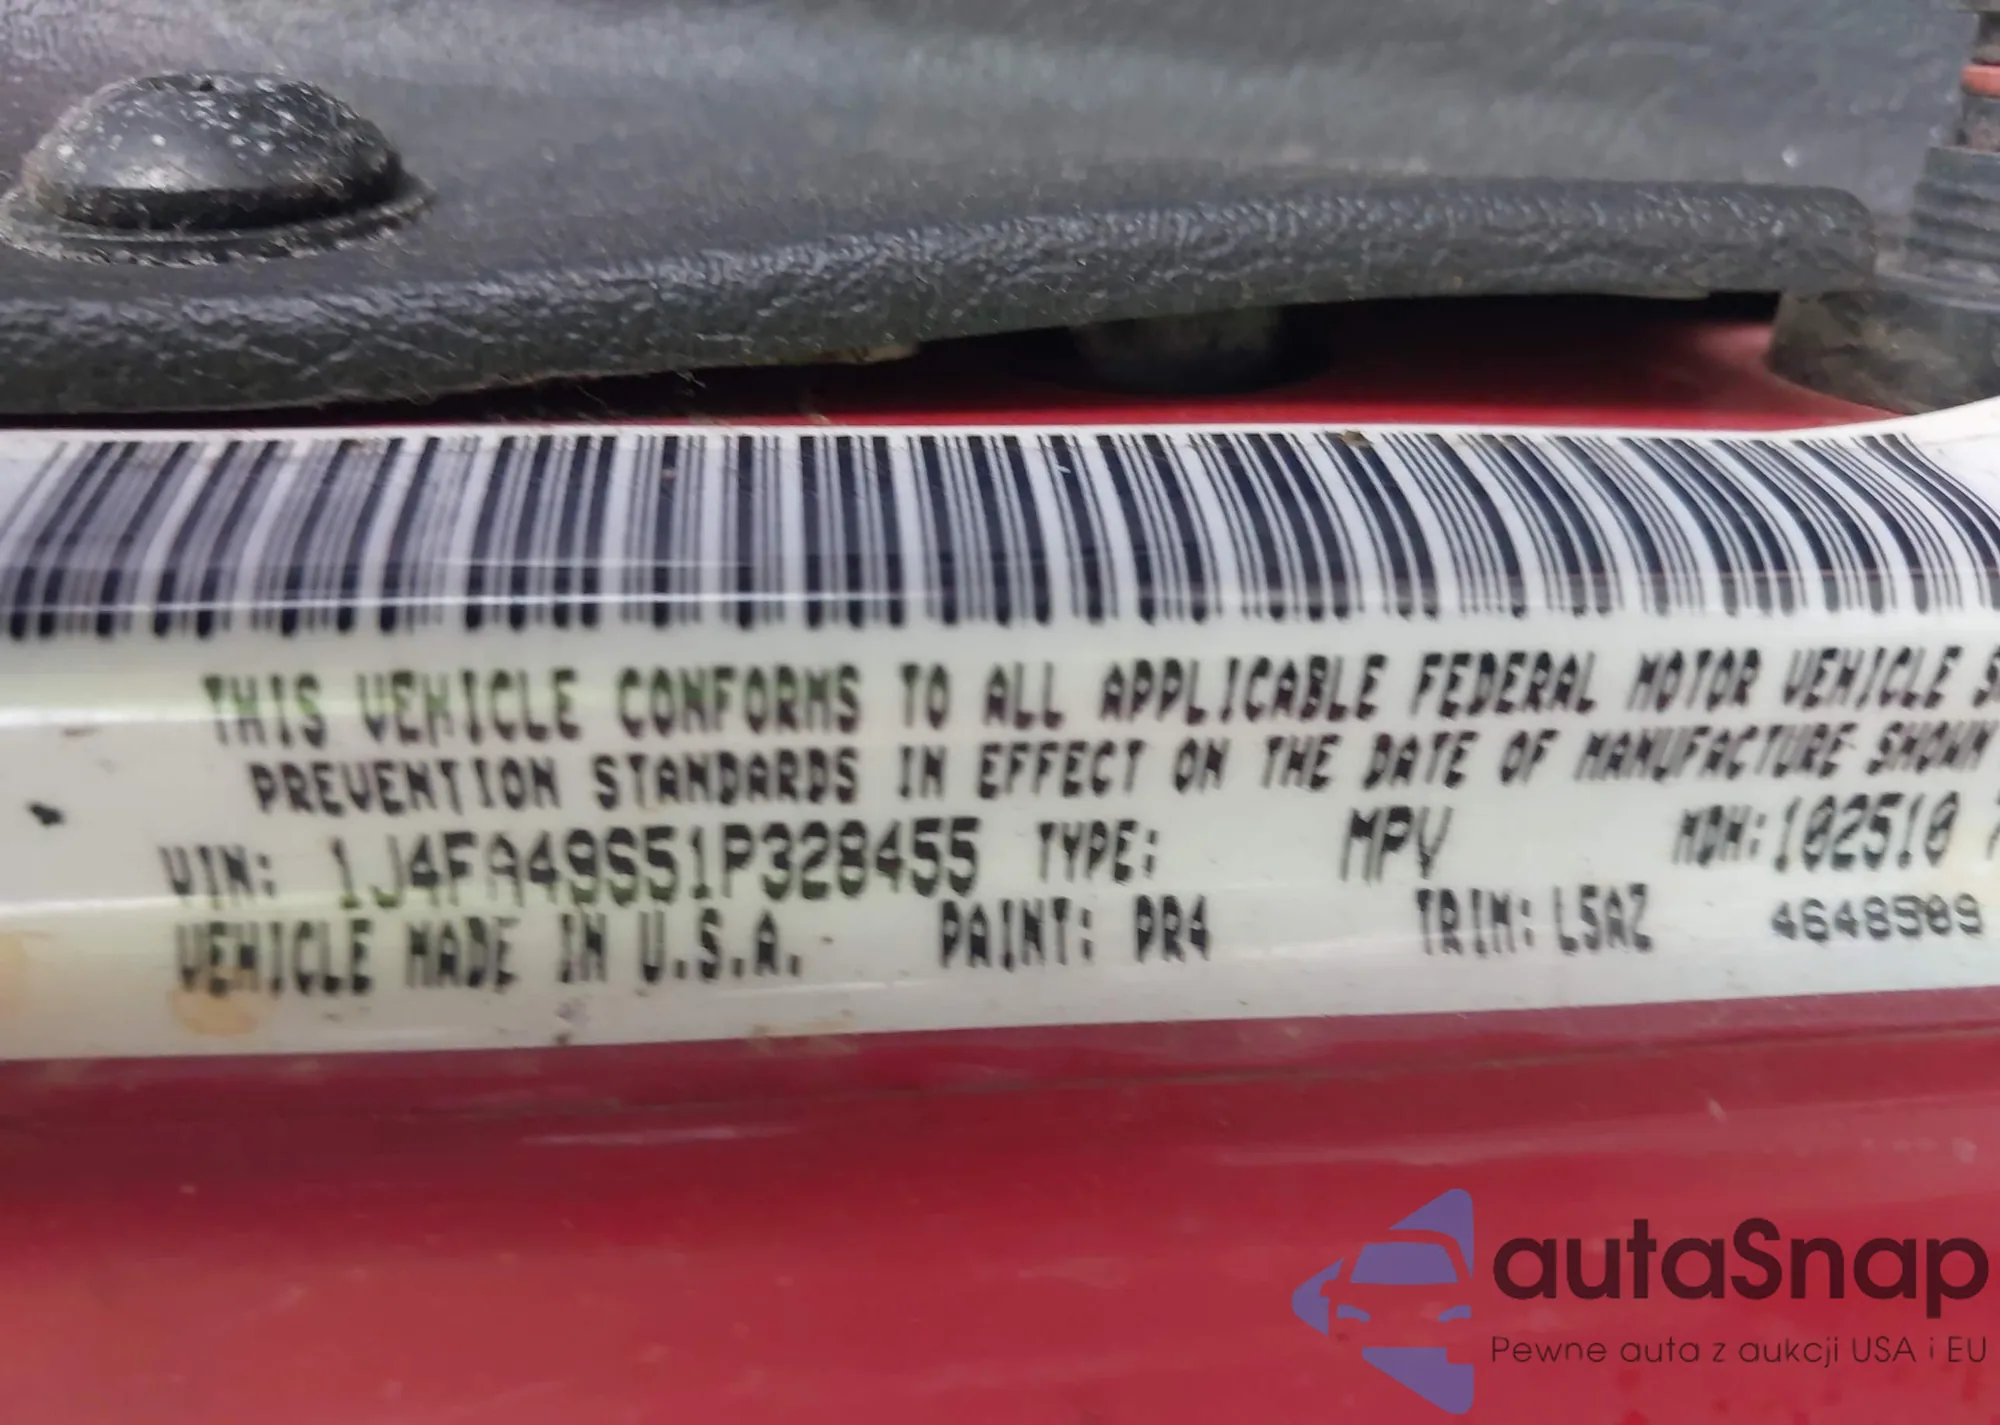 THIS VEHICLE CONFORMS TO ALL APPLICABLE FEDERAL MOTOR VEHICLE
PREVENTION STANDARDS IN EFFECT ON THE DATE OF MANUFACTURE SHOWN
VIN: 1J4FA49S51P328455 TYPE: MPV MDH: 102510
VEHICLE MADE IN U.S.A. PAINT: PR4 TRIM: L5AZ 4648509
autaSnap
Pewne auta z aukcji USA i EU